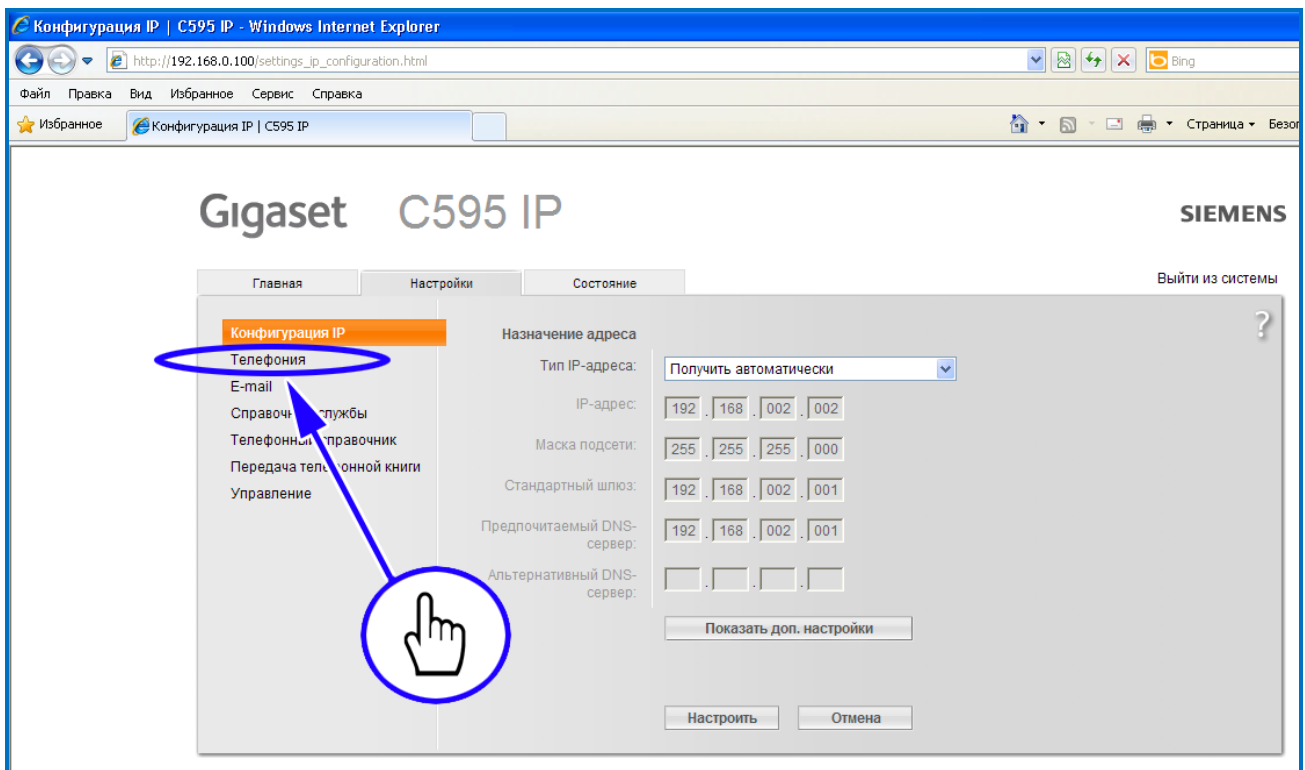 Конфигурация IP | C595 IP - Windows Internet Explorer
http://192.168.0.100/settings_ip_configuration.html
Bing
Файл Правка Вид Избранное Сервис Справка
Избранное
Конфигурация IP | C595 IP
Страница
Gigaset C595 IP
SIEMENS
Главная Настройки Состояние
Выйти из системы
?
Конфигурация IP
Телефония
E-mail
Справочные службы
Телефонный справочник
Передача телефонной книги
Управление
Назначение адреса
Тип IP-адреса: Получить автоматически
IP-адрес: 192 . 168 . 002 . 002
Маска подсети: 255 . 255 . 255 . 000
Стандартный шлюз: 192 . 168 . 002 . 001
Предпочитаемый DNS-
сервер: 192 . 168 . 002 . 001
Альтернативный DNS-
сервер: . . .
Показать доп. настройки
Настроить Отмена